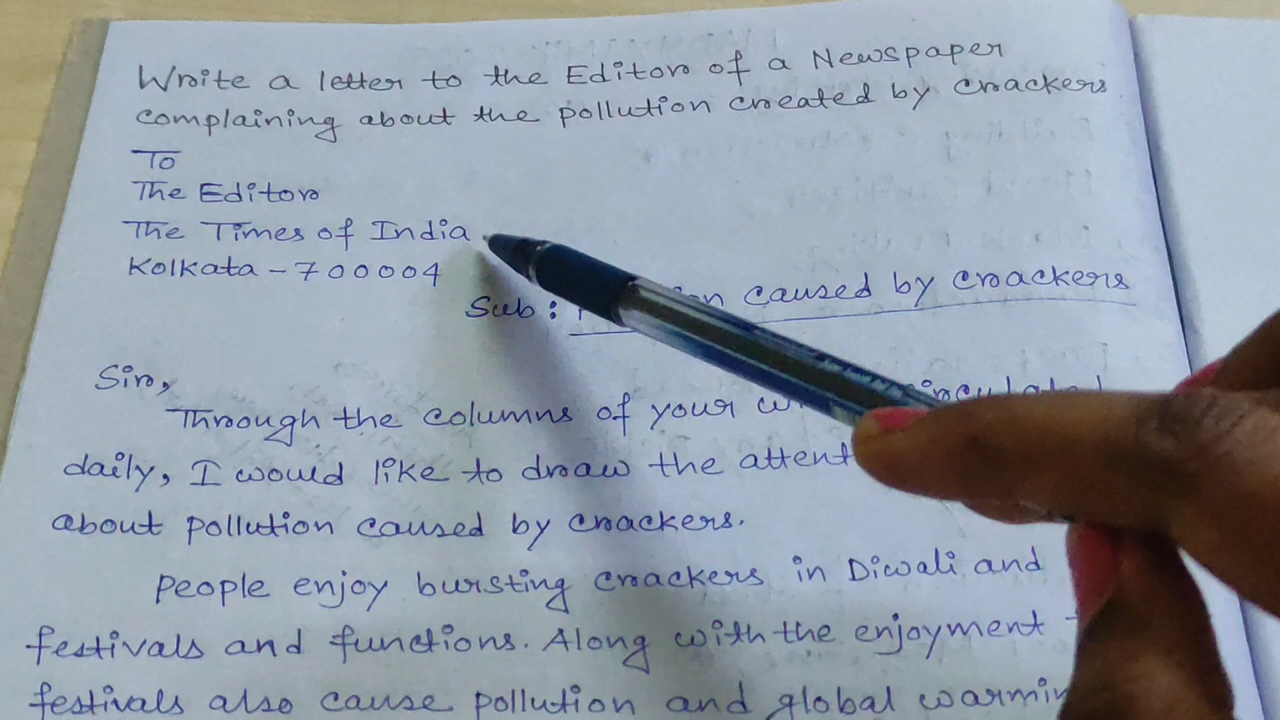 Write a letter to the Editor of a Newspaper
complaining about the pollution created by crackers
To
The Editor
The Times of India
Kolkata - 700004
Sub: caused by crackers
Sir,
Through the columns of your
daily, I would like to draw the
about pollution caused by crackers.
People enjoy bursting crackers in Diwali and
festivals and functions. Along with the enjoyment
festivals also cause pollution and global